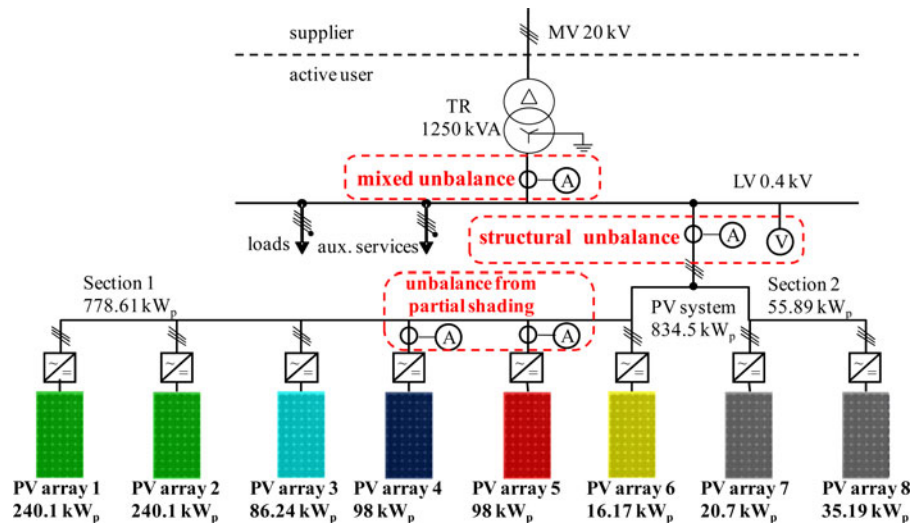 supplier
MV 20 kV
active user
TR
1250 kVA
mixed unbalance
A
LV 0.4 kV
loads
aux. services
structural unbalance
A
V
Section 1
778.61 kWp
unbalance from
partial shading
A
A
PV system
834.5 kWp
Section 2
55.89 kWp
PV array 1
240.1 kWp
PV array 2
240.1 kWp
PV array 3
86.24 kWp
PV array 4
98 kWp
PV array 5
98 kWp
PV array 6
16.17 kWp
PV array 7
20.7 kWp
PV array 8
35.19 kWp